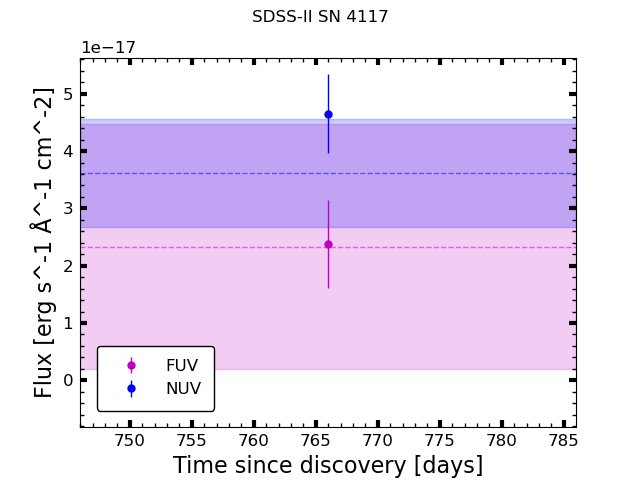 SDSS-II SN 4117
1e−17
5
4
3
2
1
0
Flux [erg s^-1 Å^-1 cm^-2]
FUV
NUV
750 755 760 765 770 775 780 785
Time since discovery [days]